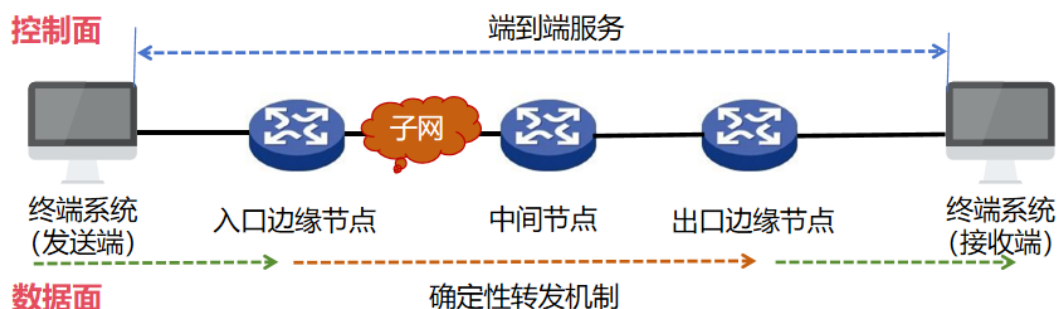 控制面
端到端服务
子网
终端系统
(发送端)
入口边缘节点
中间节点
出口边缘节点
终端系统
(接收端)
数据面
确定性转发机制